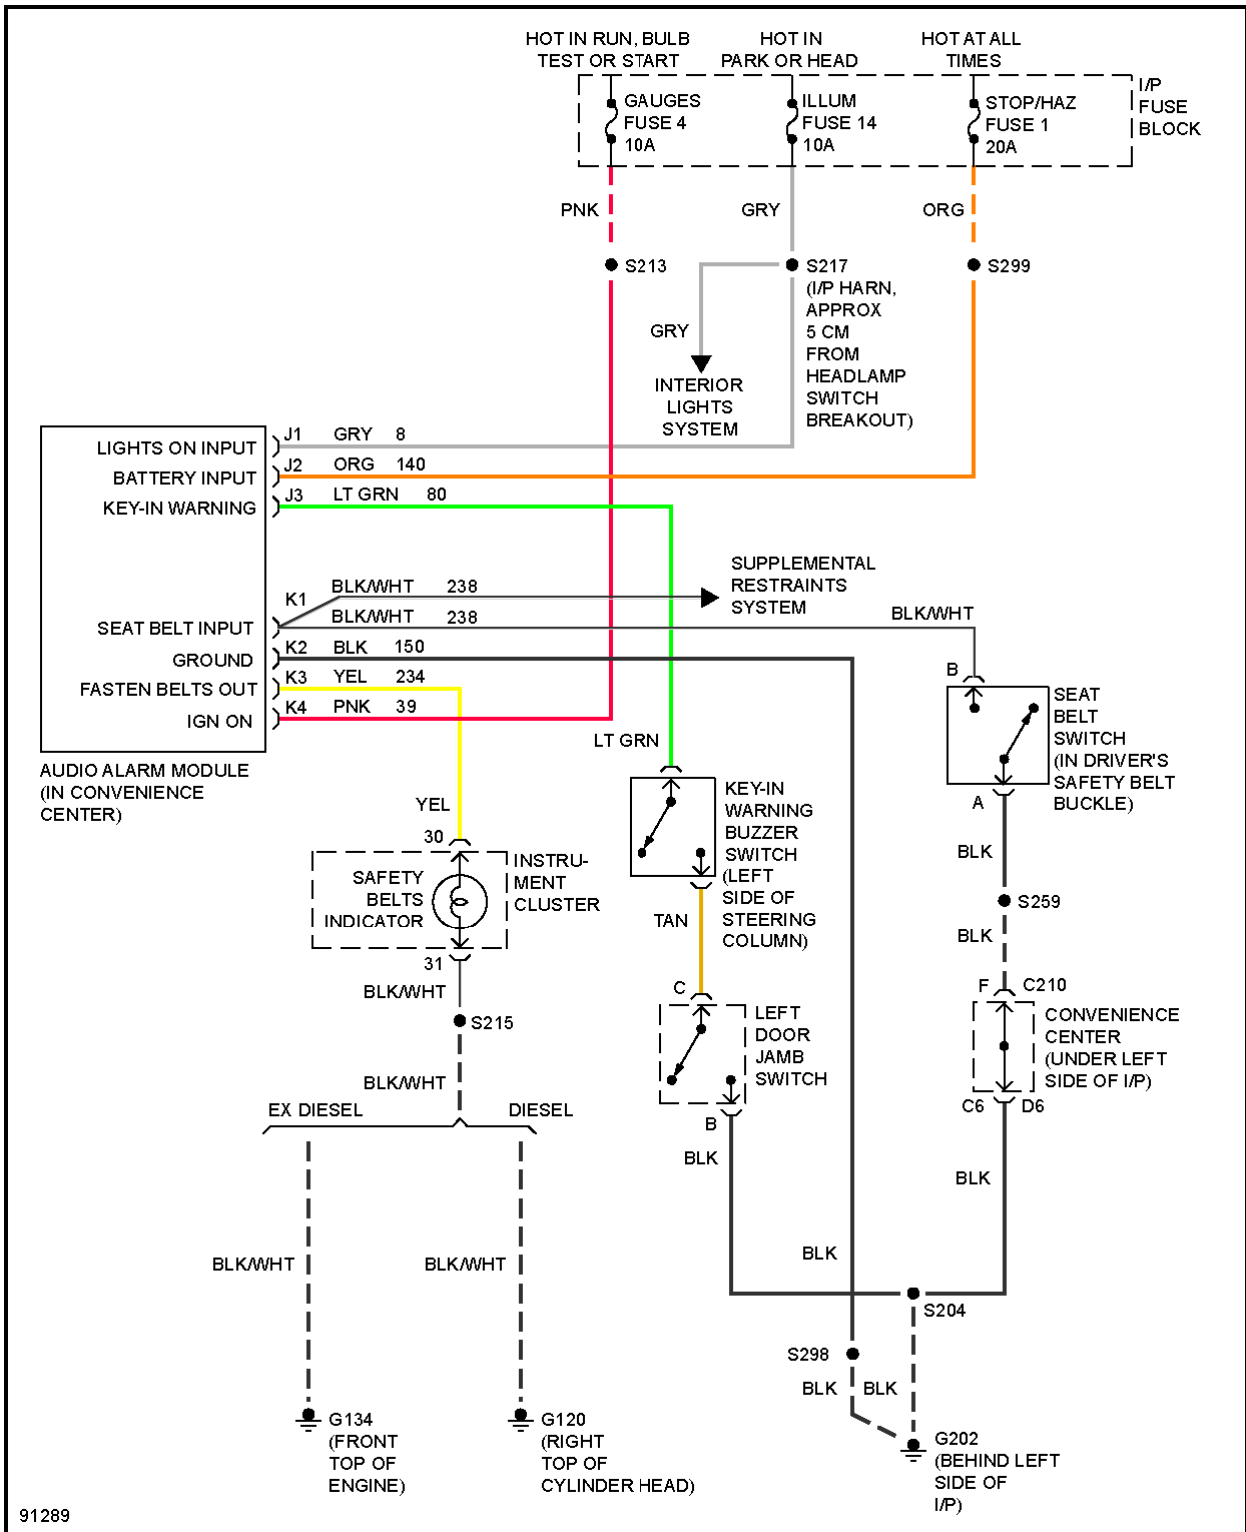 HOT IN RUN, BULB
TEST OR START
HOT IN
PARK OR HEAD
HOT AT ALL
TIMES
GAUGES
FUSE 4
10A
ILLUM
FUSE 14
10A
STOP/HAZ
FUSE 1
20A
I/P
FUSE
BLOCK
PNK
GRY
ORG
S213
S217
(I/P HARN,
APPROX
5 CM
FROM
HEADLAMP
SWITCH
BREAKOUT)
S299
GRY
INTERIOR
LIGHTS
SYSTEM
LIGHTS ON INPUT
J1 GRY 8
BATTERY INPUT
J2 ORG 140
KEY-IN WARNING
J3 LT GRN 80
K1 BLK/WHT 238
SUPPLEMENTAL
RESTRAINTS
SYSTEM
SEAT BELT INPUT
BLK/WHT 238
BLK/WHT
GROUND
K2 BLK 150
FASTEN BELTS OUT
K3 YEL 234
IGN ON
K4 PNK 39
AUDIO ALARM MODULE
(IN CONVENIENCE
CENTER)
B
SEAT
BELT
SWITCH
(IN DRIVER'S
SAFETY BELT
BUCKLE)
A
LT GRN
KEY-IN
WARNING
BUZZER
SWITCH
(LEFT
SIDE OF
STEERING
COLUMN)
YEL
30
SAFETY
BELTS
INDICATOR
INSTRU-
MENT
CLUSTER
31
BLK/WHT
S215
BLK/WHT
EX DIESEL
DIESEL
BLK/WHT
BLK/WHT
G134
(FRONT
TOP OF
ENGINE)
G120
(RIGHT
TOP OF
CYLINDER HEAD)
TAN
C
LEFT
DOOR
JAMB
SWITCH
B
BLK
BLK
S259
BLK
F C210
CONVENIENCE
CENTER
(UNDER LEFT
SIDE OF I/P)
C6 D6
BLK
BLK
S204
S298
BLK BLK
G202
(BEHIND LEFT
SIDE OF
I/P)
91289